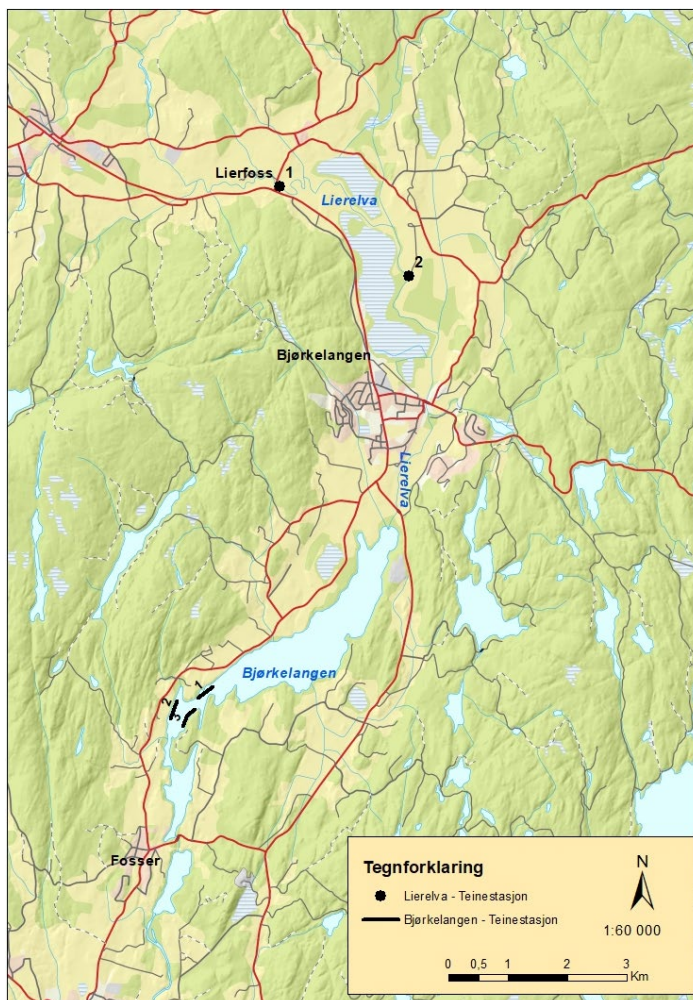 Lierfoss
1
Lierelva
2
Bjørkelangen
Lierelva
Bjørkelangen
1
2
3
Fosser
Tegnforklaring
Lierelva - Teinestasjon
Bjørkelangen - Teinestasjon
N
1:60 000
0 0,5 1 2 3
Km